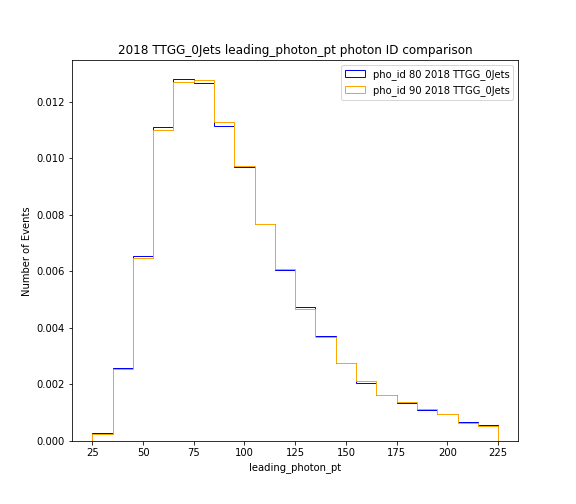 2018 TTGG_0Jets leading_photon_pt photon ID comparison
pho_id 80 2018 TTGG_0Jets
pho_id 90 2018 TTGG_0Jets
Number of Events
0.012
0.010
0.008
0.006
0.004
0.002
0.000
25 50 75 100 125 150 175 200 225
leading_photon_pt